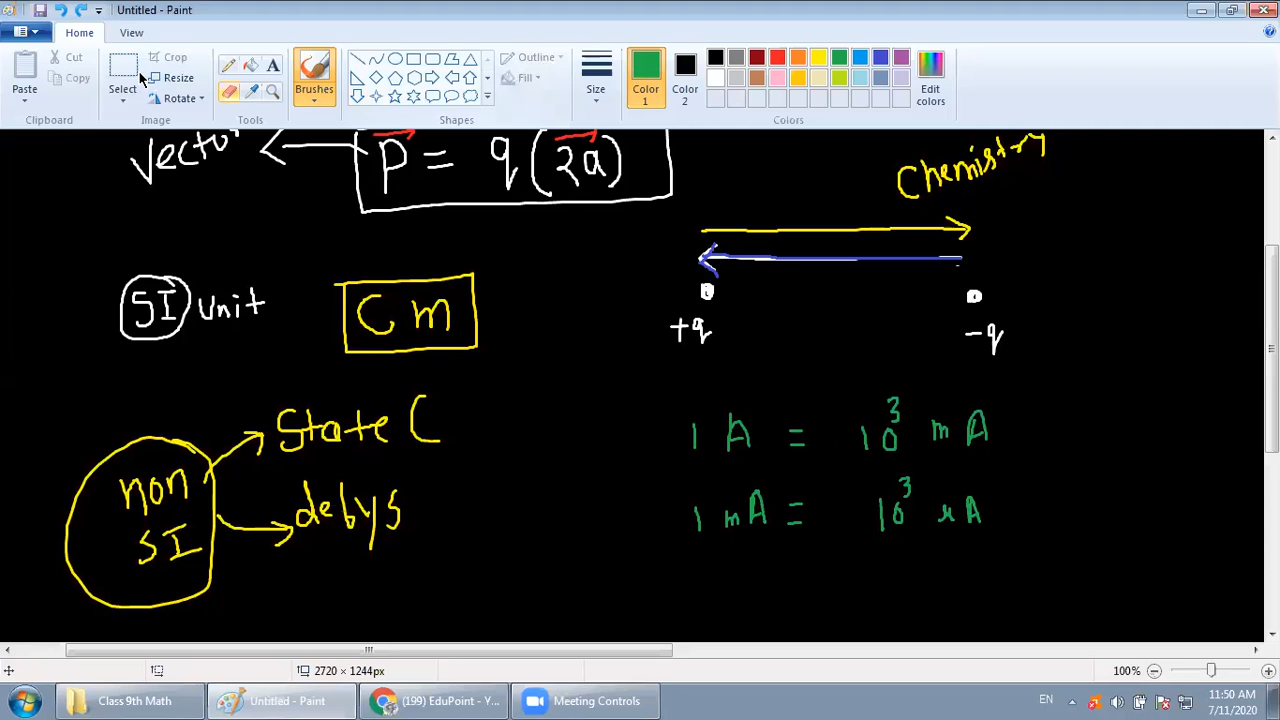 Untitled - Paint
Home
View
Paste
Cut
Copy
Clipboard
Select
Crop
Resize
Rotate
Image
Tools
Brushes
Shapes
Outline
Fill
Size
Color 1
Color 2
Edit colors
Colors
vector
p = q(2a)
Chemistry
SI unit
C m
+q
-q
State C
non SI
debys
1 A = 10³ mA
1 mA = 10³ μA
2720 × 1244px
100%
Class 9th Math
Untitled - Paint
(199) EduPoint - Y...
Meeting Controls
EN
11:50 AM
7/11/2020